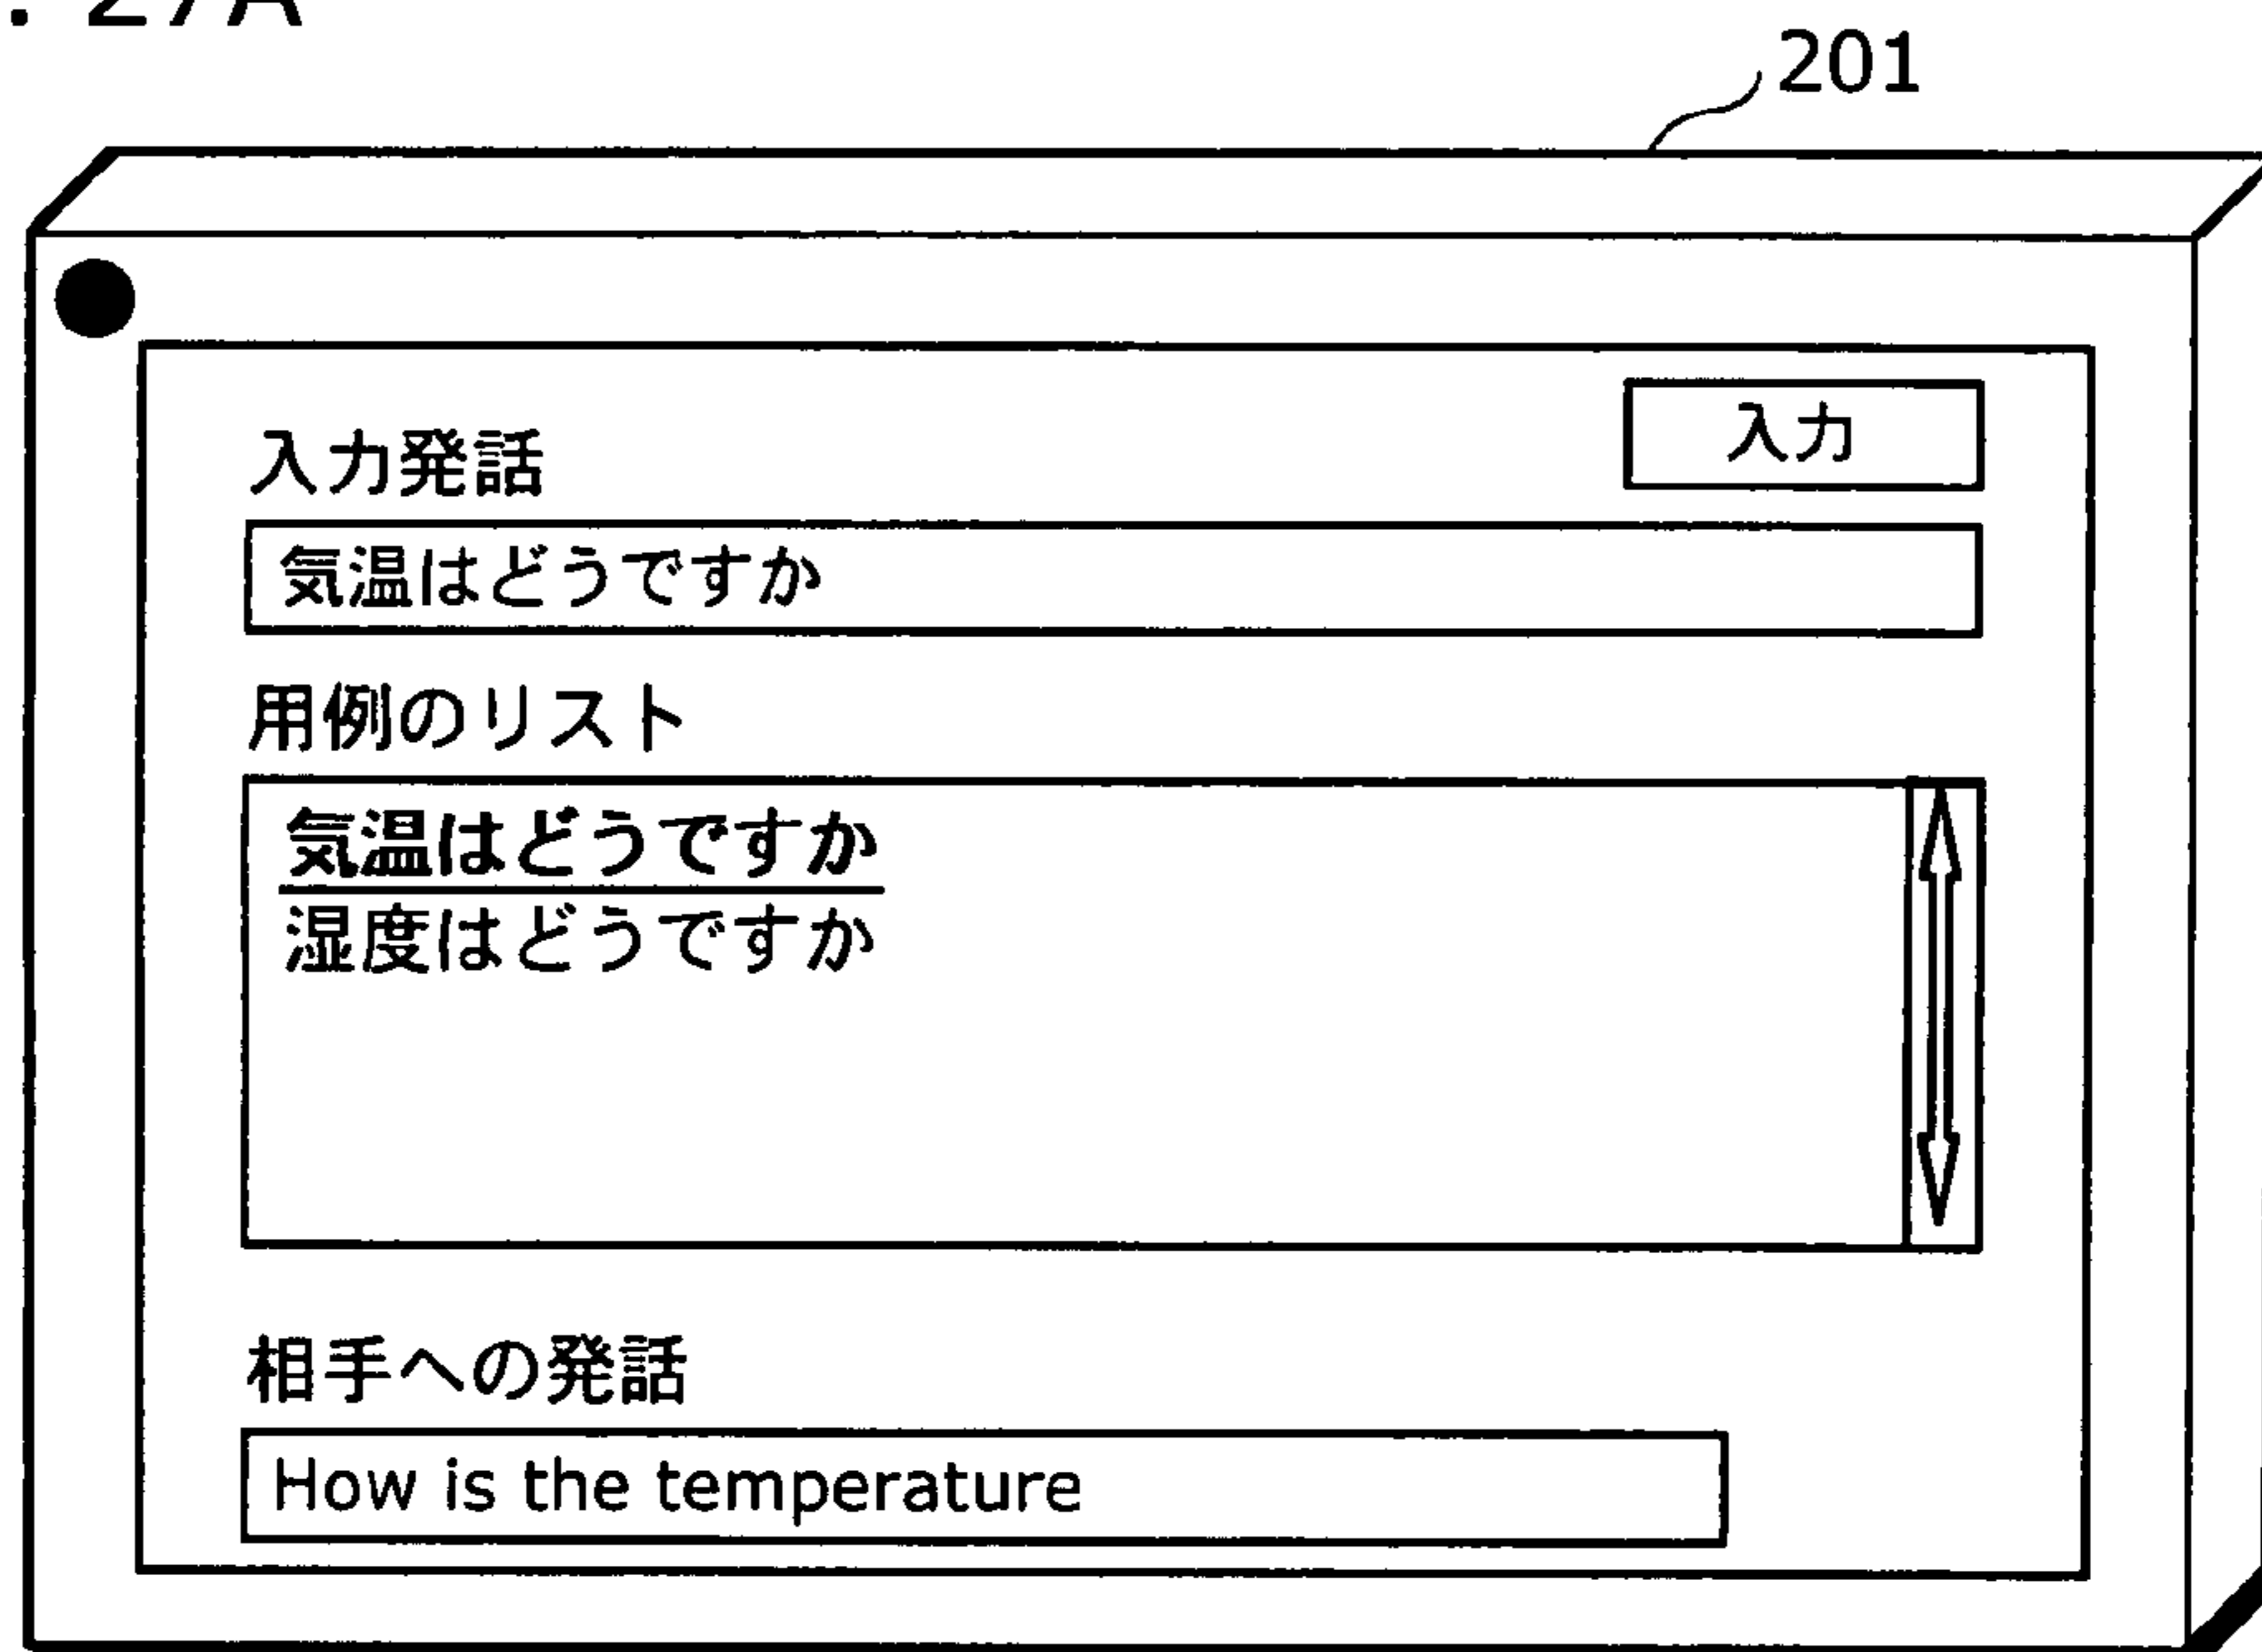 . 27A
201
入力
入力発話
気温はどうですか
用例のリスト
気温はどうですか
湿度はどうですか
相手への発話
How is the temperature